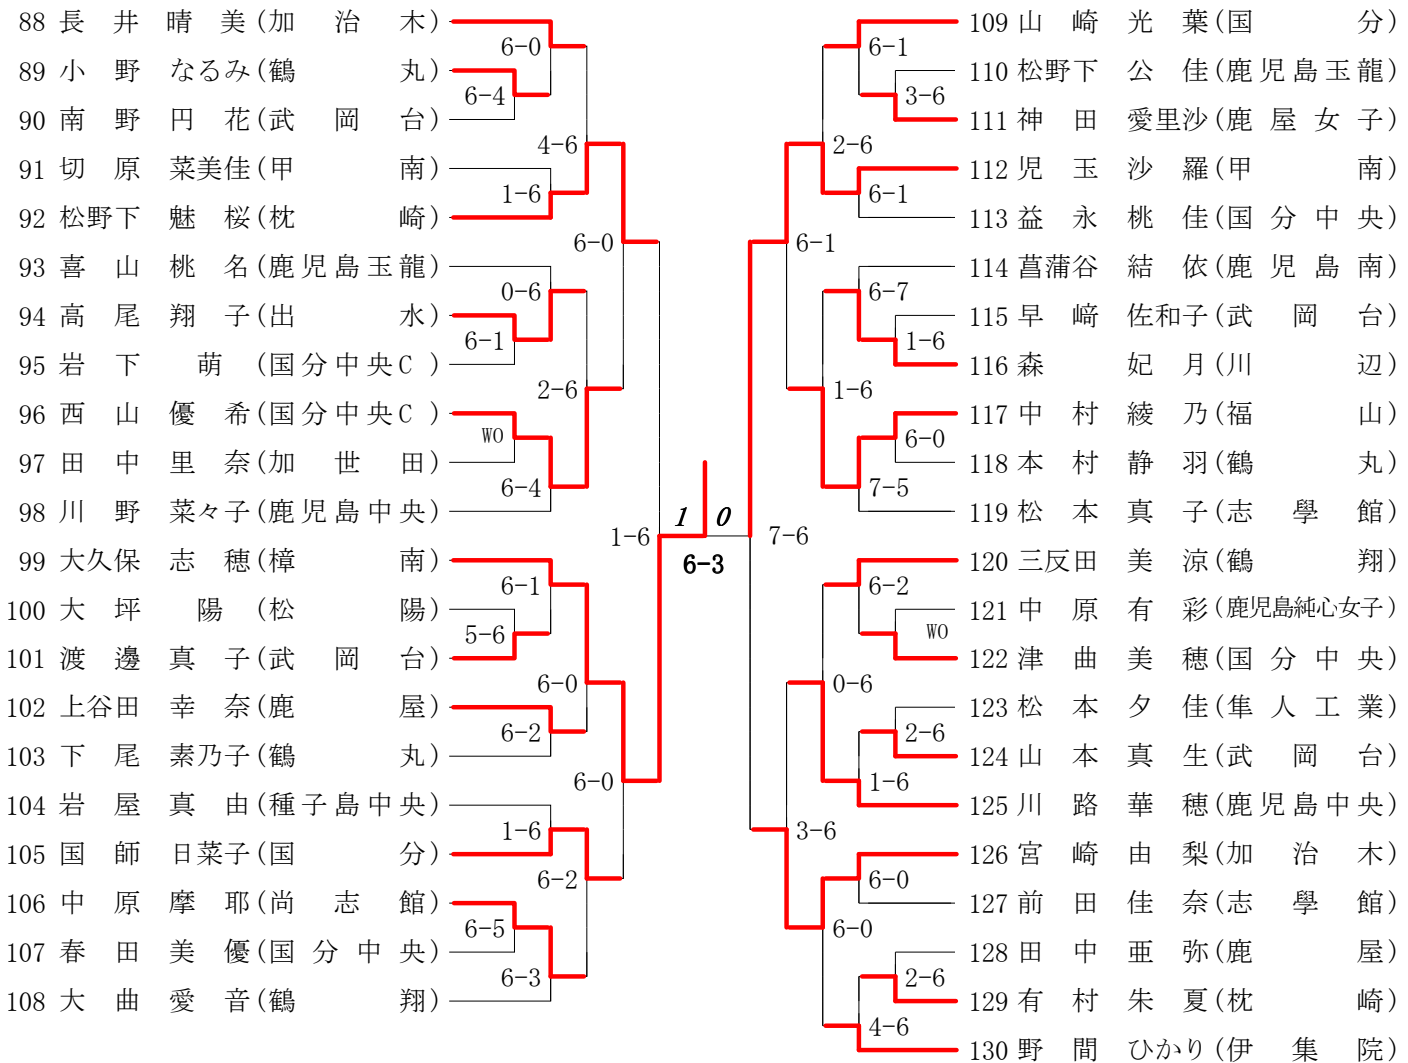 88 長井 晴美(加治木)
6-0
89 小野 なるみ(鶴丸)
6-4
90 南野 円花(武岡台)
4-6
91 切原 菜美佳(甲南)
1-6
92 松野下 魅桜(枕崎)
6-0
93 喜山 桃名(鹿児島玉龍)
0-6
94 高尾 翔子(出水)
6-1
95 岩下 萌(国分中央C)
2-6
96 西山 優希(国分中央C)
WO
97 田中 里奈(加世田)
6-4
98 川野 菜々子(鹿児島中央)
1-6
99 大久保 志穂(樟南)
6-1
100 大坪 陽(松陽)
5-6
101 渡邊 真子(武岡台)
6-0
102 上谷田 幸奈(鹿屋)
6-2
103 下尾 素乃子(鶴丸)
6-0
104 岩屋 真由(種子島中央)
1-6
105 国師 日菜子(国分)
6-2
106 中原 摩耶(尚志館)
6-5
107 春田 美優(国分中央)
6-3
108 大曲 愛音(鶴翔)
1 0
6-3
109 山崎 光葉(国分)
6-1
110 松野下 公佳(鹿児島玉龍)
3-6
111 神田 愛里沙(鹿屋女子)
2-6
112 児玉 沙羅(甲南)
6-1
113 益永 桃佳(国分中央)
6-1
114 菖蒲谷 結依(鹿児島南)
6-7
115 早﨑 佐和子(武岡台)
1-6
116 森 妃月(川辺)
1-6
117 中村 綾乃(福山)
6-0
118 本村 静羽(鶴丸)
7-5
119 松本 真子(志學館)
7-6
120 三反田 美涼(鶴翔)
6-2
121 中原 有彩(鹿児島純心女子)
WO
122 津曲 美穂(国分中央)
0-6
123 松本 夕佳(隼人工業)
2-6
124 山本 真生(武岡台)
1-6
125 川路 華穂(鹿児島中央)
3-6
126 宮崎 由梨(加治木)
6-0
127 前田 佳奈(志學館)
6-0
128 田中 亜弥(鹿屋)
2-6
129 有村 朱夏(枕崎)
4-6
130 野間 ひかり(伊集院)